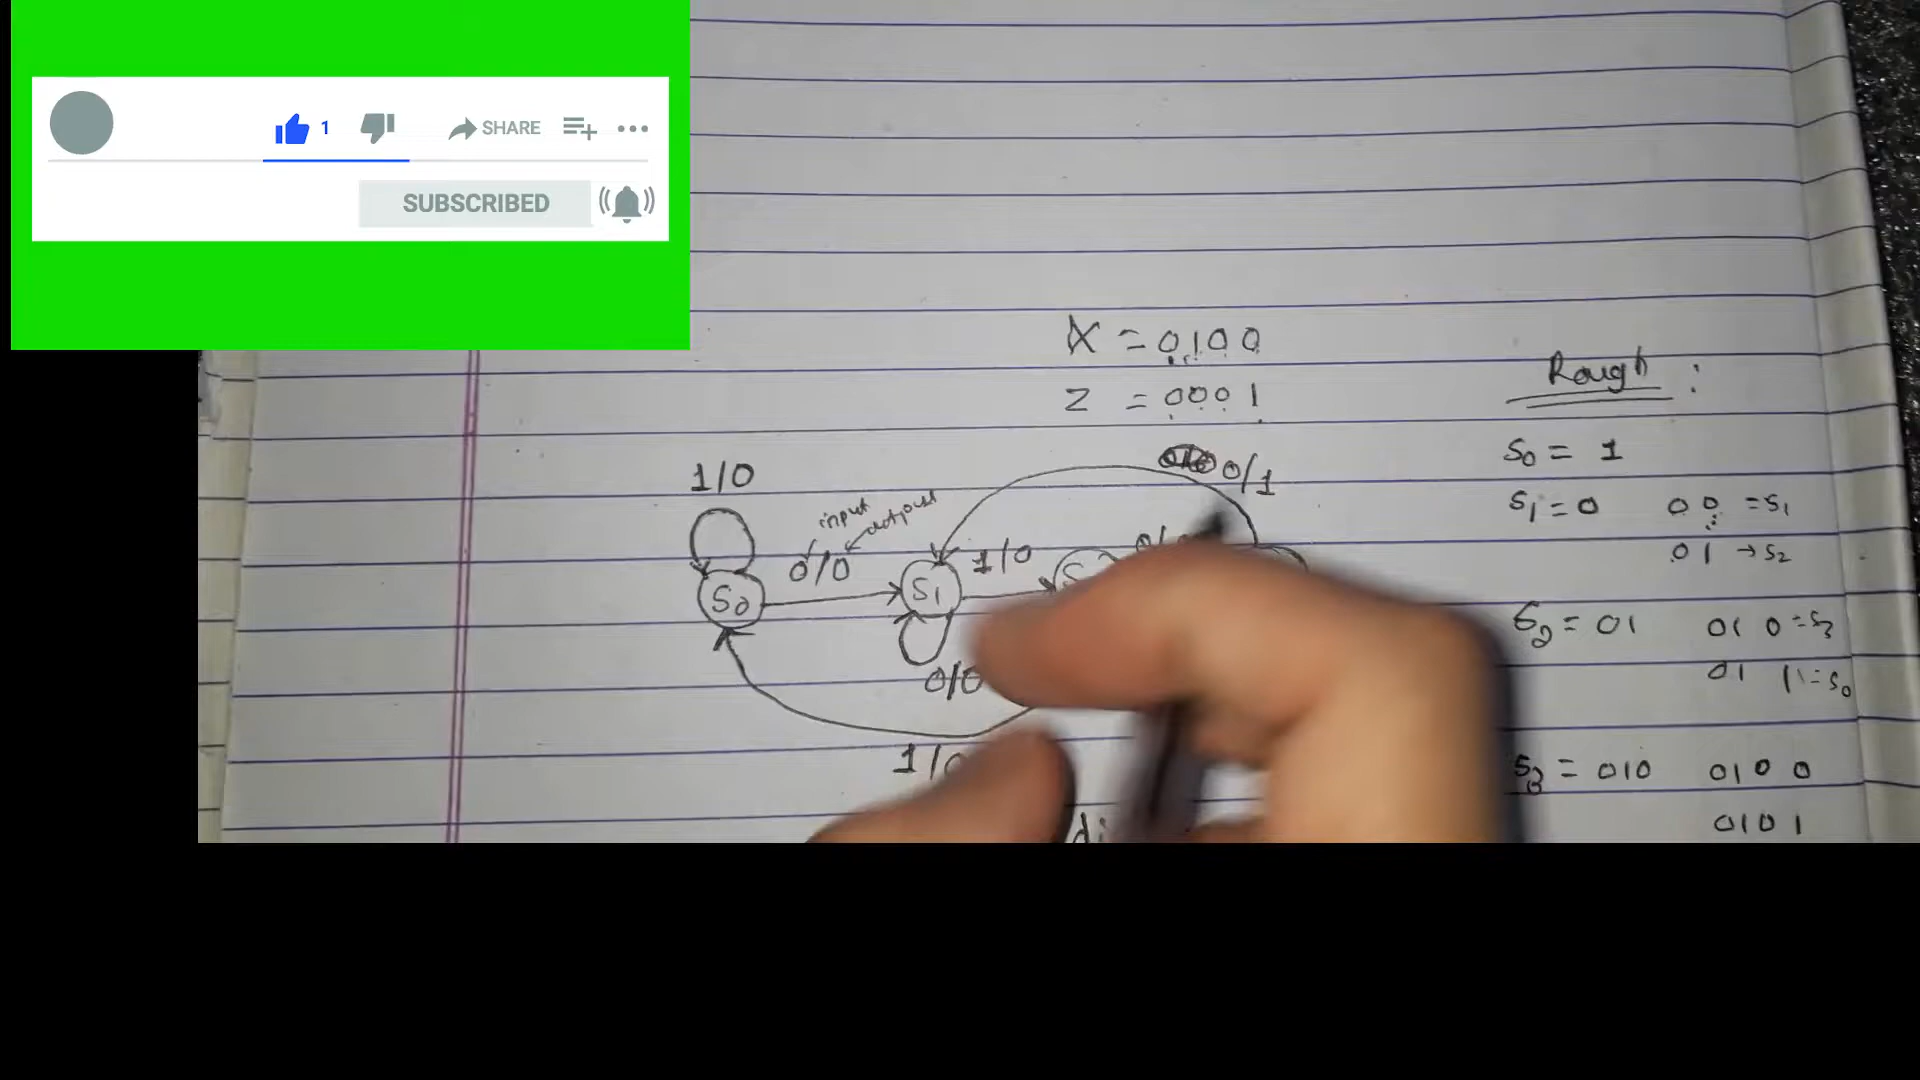 1
SHARE
SUBSCRIBED
X = 0100
Z = 0001
Rough :
S0 = 1
S1 = 0 00 = S1
01 → S2
S2 = 01 010 = S3
01 1 = S0
S3 = 010 0100
0101
1/0
input
output
0/0
0/1
1/0
S0
S1
0/0
1/0